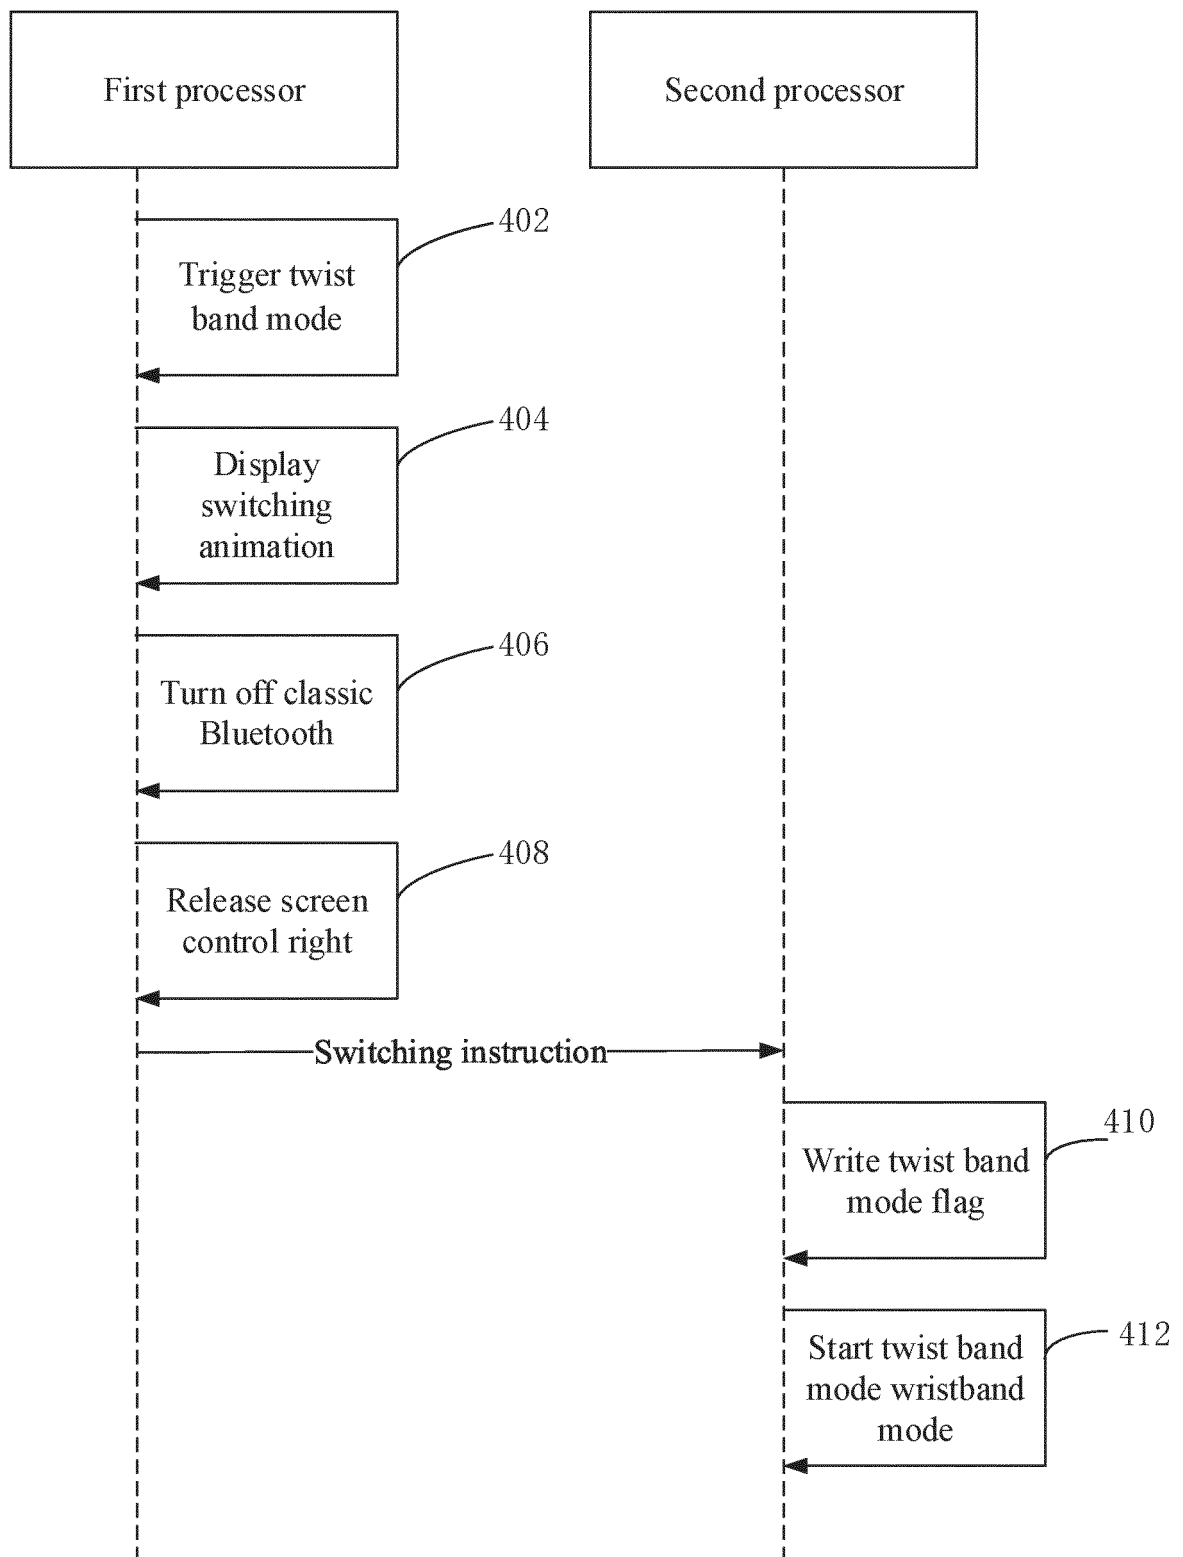 First processor
Second processor
402
Trigger twist
band mode
404
Display
switching
animation
406
Turn off classic
Bluetooth
408
Release screen
control right
Switching instruction
410
Write twist band
mode flag
412
Start twist band
mode wristband
mode